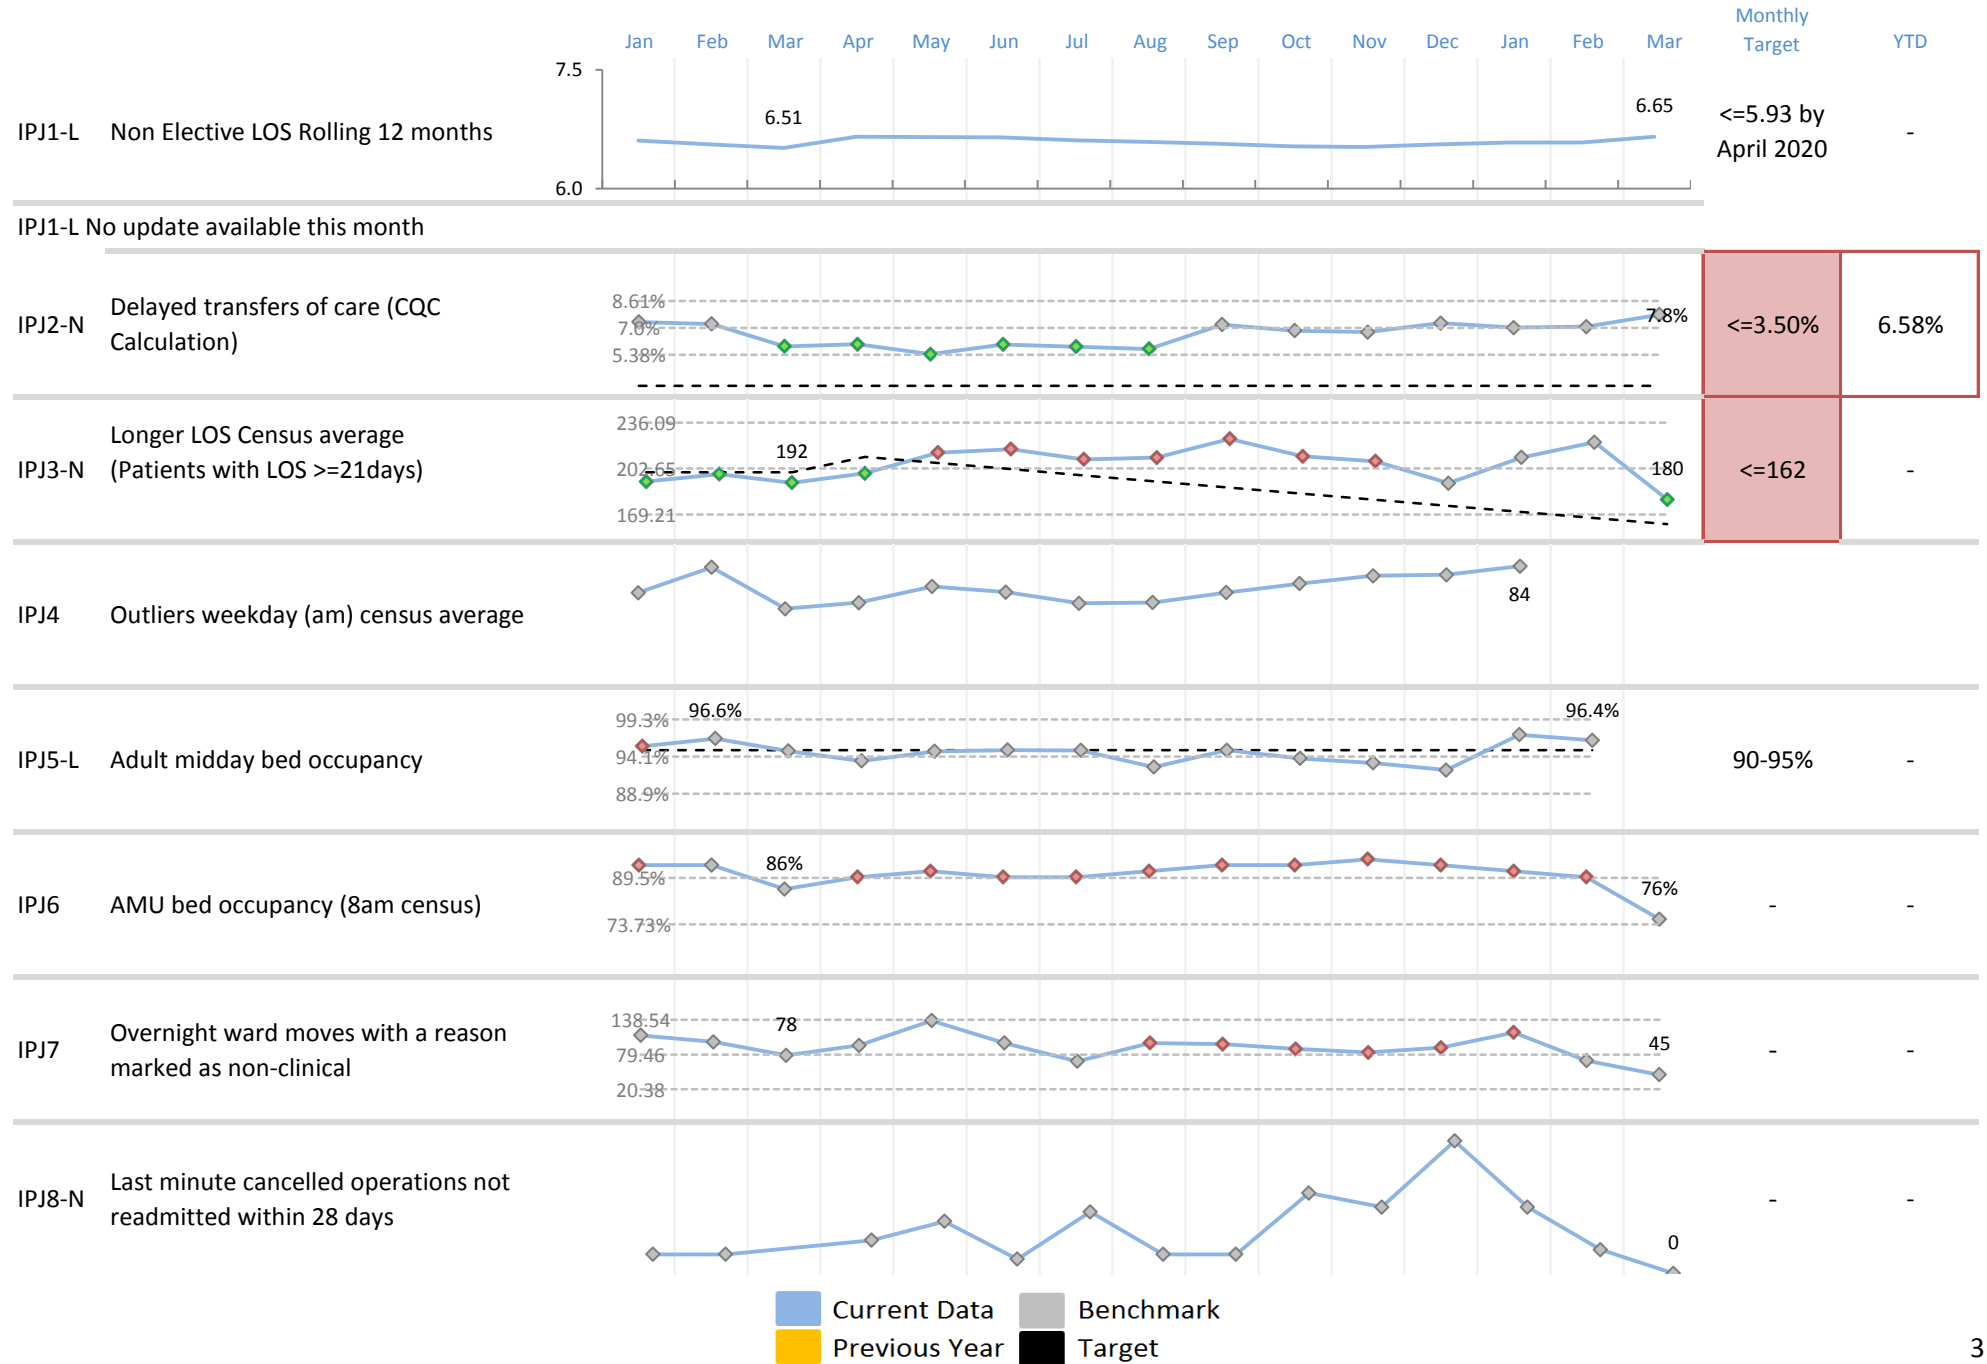 Monthly
Jan Feb Mar Apr May Jun Jul Aug Sep Oct Nov Dec Jan Feb Mar Target YTD
7.5
6.51 6.65
IPJ1-L Non Elective LOS Rolling 12 months <=5.93 by
April 2020 -
6.0
IPJ1-L No update available this month
Delayed transfers of care (CQC
IPJ2-N Calculation)
8.61%
7.0% 7.8% <=3.50% 6.58%
5.38%
236.09
Longer LOS Census average
192
IPJ3-N (Patients with LOS >=21days) 202.65 180 <=162 -
169.21
IPJ4 Outliers weekday (am) census average 84
99.3% 96.6% 96.4%
IPJ5-L Adult midday bed occupancy 94.1% 90-95% -
88.9%
86%
89.5% 76%
IPJ6 AMU bed occupancy (8am census) - -
73.73%
138.54 78
Overnight ward moves with a reason
IPJ7 marked as non-clinical 79.46 45 - -
20.38
Last minute cancelled operations not
IPJ8-N readmitted within 28 days - -
0
Current Data Benchmark
Previous Year Target
3